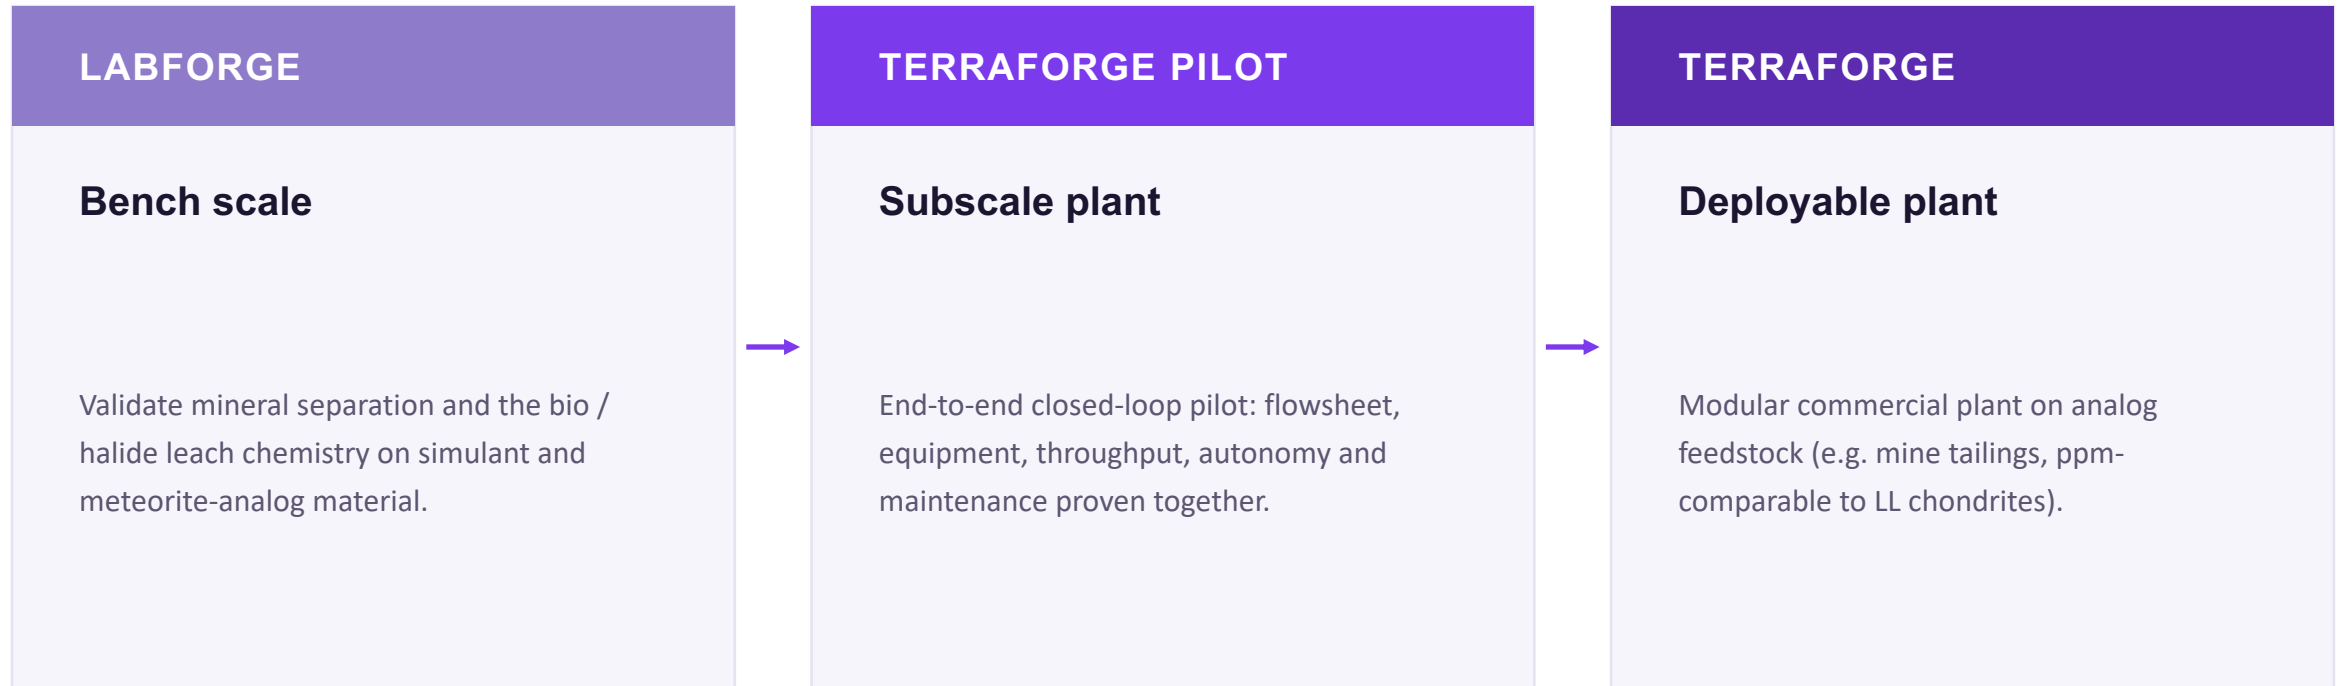 LABFORGE
Bench scale
Validate mineral separation and the bio /
halide leach chemistry on simulant and
meteorite-analog material.
TERRAFORGE PILOT
Subscale plant
End-to-end closed-loop pilot: flowsheet,
equipment, throughput, autonomy and
maintenance proven together.
TERRAFORGE
Deployable plant
Modular commercial plant on analog
feedstock (e.g. mine tailings, ppm-
comparable to LL chondrites).